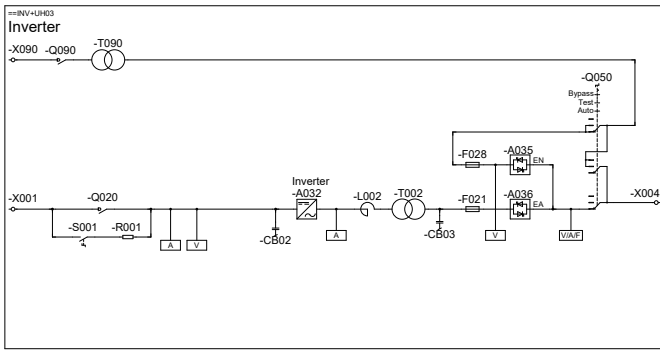 ==INV+UH03
Inverter
-X090
-Q090
-T090
-Q050
Bypass
Test
Auto
-F028
-A035
EN
Inverter
-A032
-L002
-T002
-F021
-A036
EA
-X004
-X001
-Q020
-S001
-R001
A
V
-CB02
A
-CB03
V
V/A/F